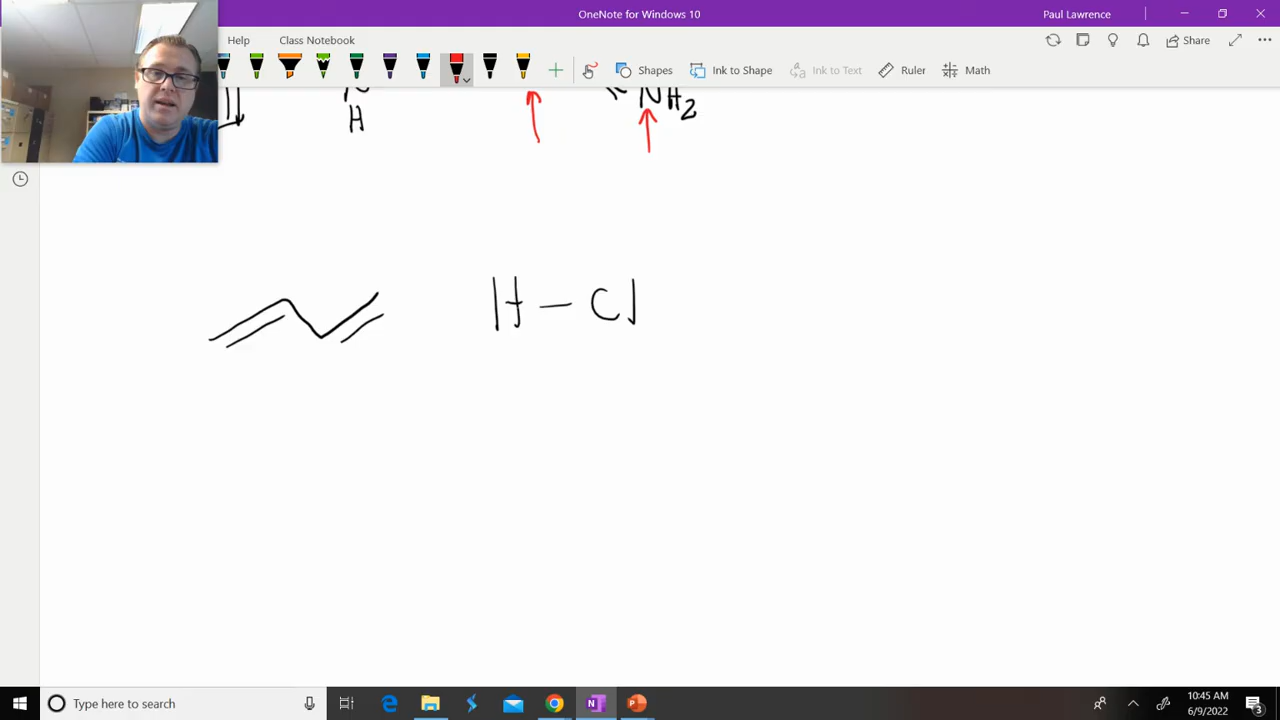 OneNote for Windows 10
Paul Lawrence
Help Class Notebook
Share
Shapes Ink to Shape Ink to Text Ruler Math
N
H
NH2
H — Cl
Type here to search
10:45 AM
6/9/2022
3